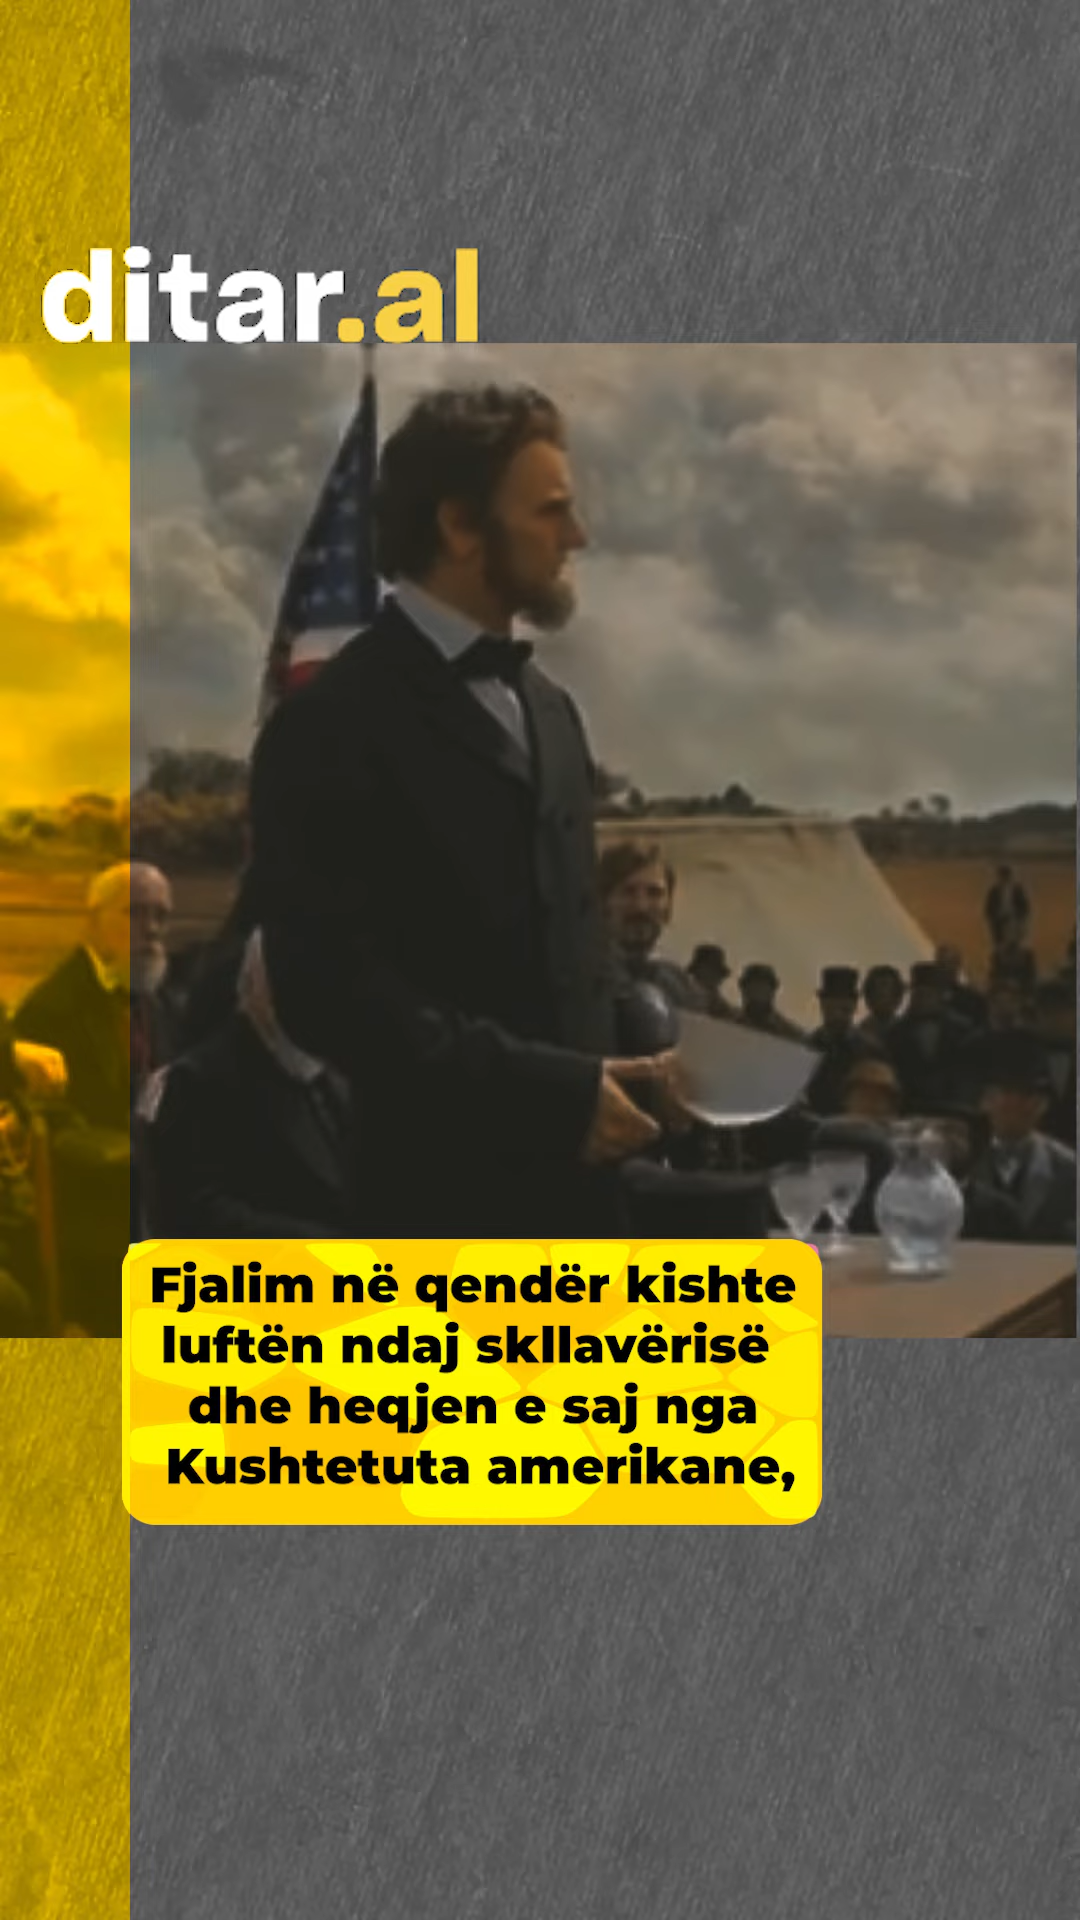 ditar.al
Fjalim në qendër kishte
luftën ndaj skllavërisë
dhe heqjen e saj nga
Kushtetuta amerikane,